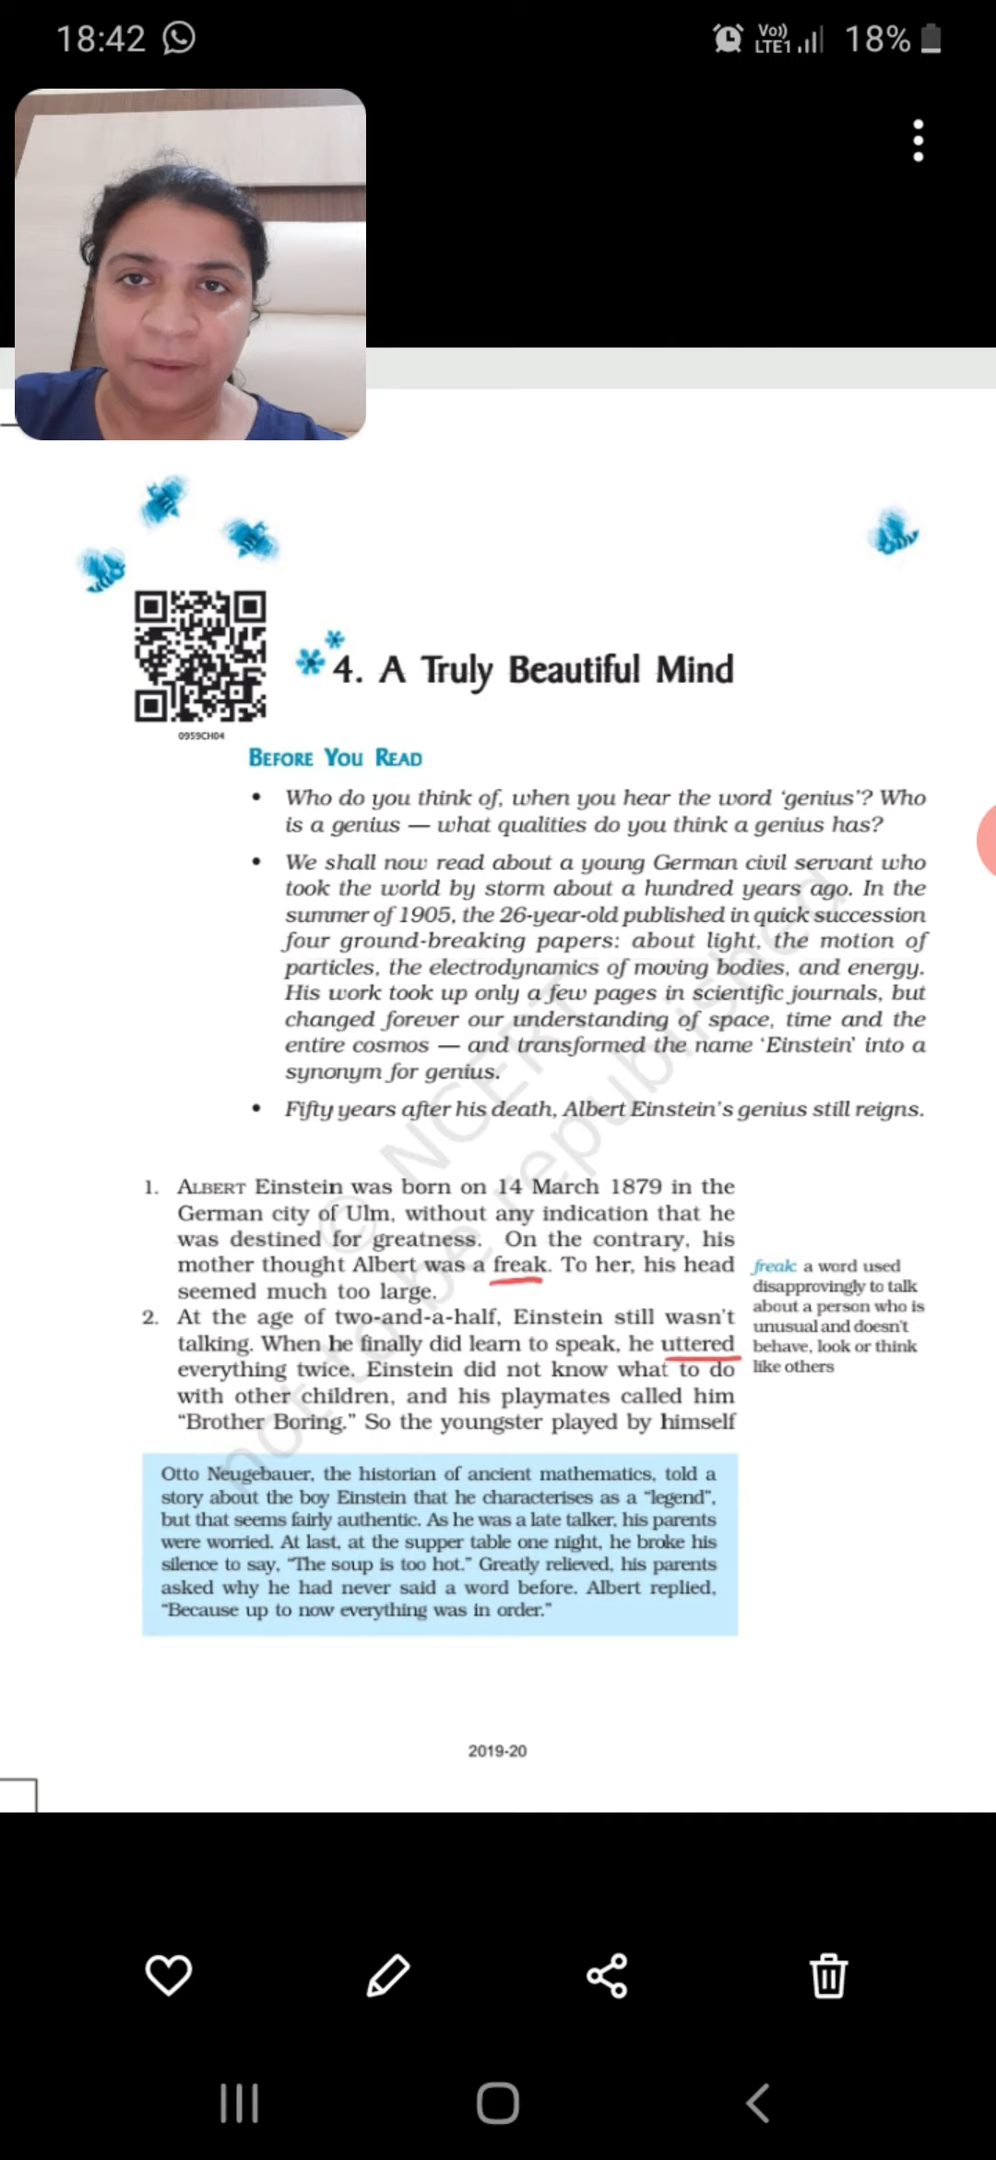 18:42
Vo)) LTE1 18%
0959CH04
4. A Truly Beautiful Mind
BEFORE YOU READ
• Who do you think of, when you hear the word ‘genius’? Who
is a genius — what qualities do you think a genius has?
• We shall now read about a young German civil servant who
took the world by storm about a hundred years ago. In the
summer of 1905, the 26-year-old published in quick succession
four ground-breaking papers: about light, the motion of
particles, the electrodynamics of moving bodies, and energy.
His work took up only a few pages in scientific journals, but
changed forever our understanding of space, time and the
entire cosmos — and transformed the name ‘Einstein’ into a
synonym for genius.
• Fifty years after his death, Albert Einstein’s genius still reigns.
1. ALBERT Einstein was born on 14 March 1879 in the
German city of Ulm, without any indication that he
was destined for greatness. On the contrary, his
mother thought Albert was a freak. To her, his head
seemed much too large.
2. At the age of two-and-a-half, Einstein still wasn’t
talking. When he finally did learn to speak, he uttered
everything twice. Einstein did not know what to do
with other children, and his playmates called him
“Brother Boring.” So the youngster played by himself
freak: a word used
disapprovingly to talk
about a person who is
unusual and doesn’t
behave, look or think
like others
Otto Neugebauer, the historian of ancient mathematics, told a
story about the boy Einstein that he characterises as a “legend”,
but that seems fairly authentic. As he was a late talker, his parents
were worried. At last, at the supper table one night, he broke his
silence to say, “The soup is too hot.” Greatly relieved, his parents
asked why he had never said a word before. Albert replied,
“Because up to now everything was in order.”
© NCERT
not to be republished
2019-20